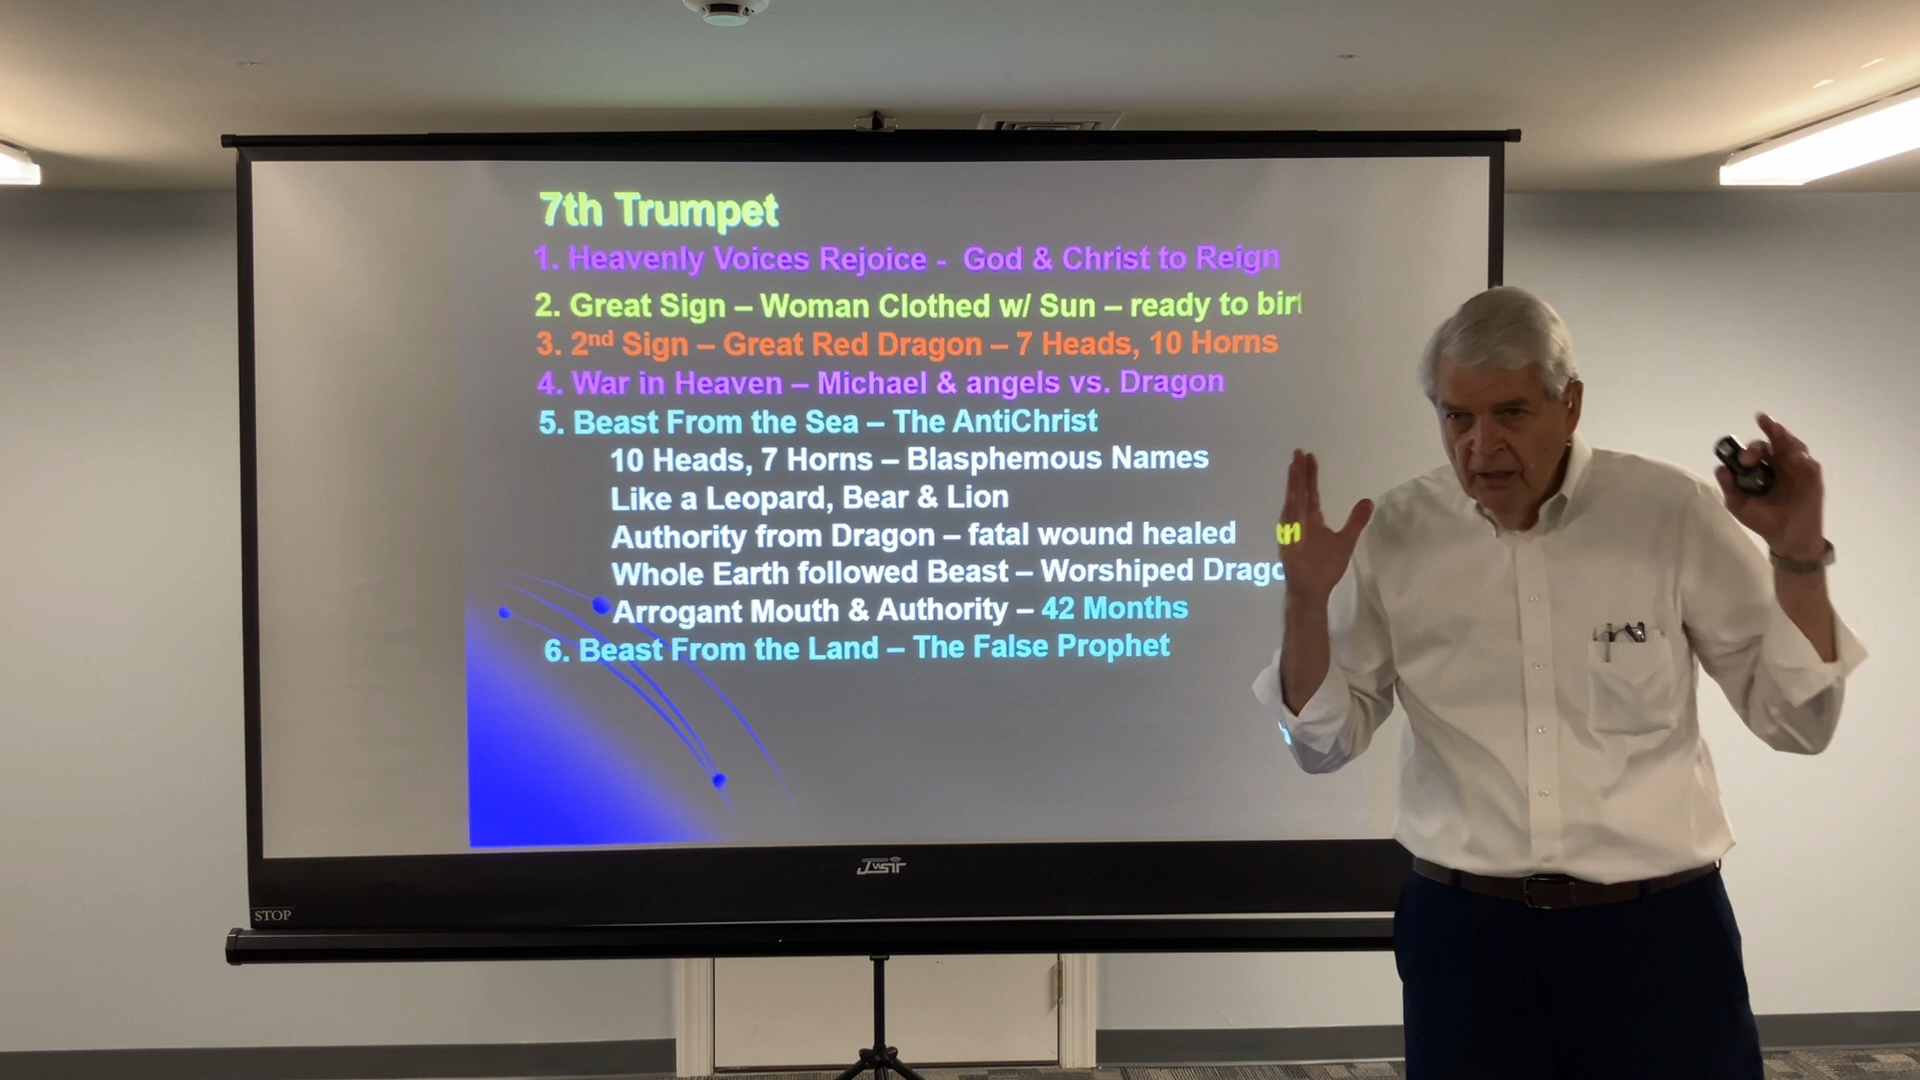 7th Trumpet
1. Heavenly Voices Rejoice - God & Christ to Reign
2. Great Sign – Woman Clothed w/ Sun – ready to birt
3. 2nd Sign – Great Red Dragon – 7 Heads, 10 Horns
4. War in Heaven – Michael & angels vs. Dragon
5. Beast From the Sea – The AntiChrist
10 Heads, 7 Horns – Blasphemous Names
Like a Leopard, Bear & Lion
Authority from Dragon – fatal wound healed
Whole Earth followed Beast – Worshiped Drago
Arrogant Mouth & Authority – 42 Months
6. Beast From the Land – The False Prophet
STOP